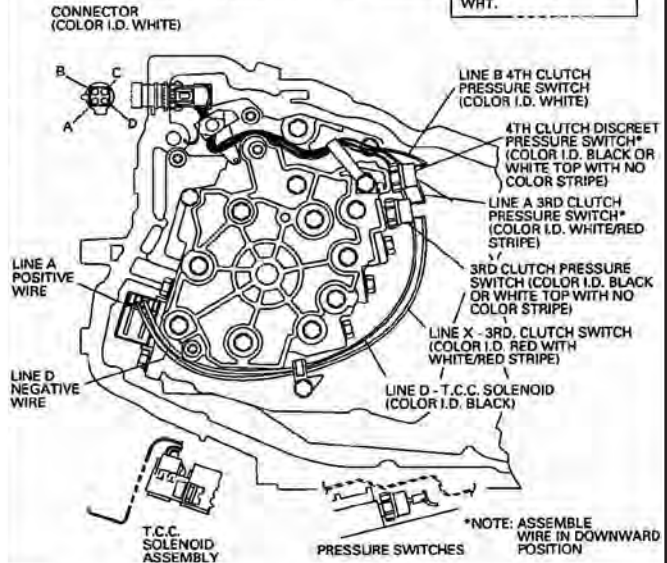 WHT.
CONNECTOR
(COLOR I.D. WHITE)
B
C
A
D
LINE B 4TH CLUTCH
PRESSURE SWITCH
(COLOR I.D. WHITE)
4TH CLUTCH DISCREET
PRESSURE SWITCH*
(COLOR I.D. BLACK OR
WHITE TOP WITH NO
COLOR STRIPE)
LINE A 3RD CLUTCH
PRESSURE SWITCH*
(COLOR I.D. WHITE/RED
STRIPE)
3RD CLUTCH PRESSURE
SWITCH (COLOR I.D. BLACK
OR WHITE TOP WITH NO
COLOR STRIPE)
LINE A
POSITIVE
WIRE
LINE X - 3RD. CLUTCH SWITCH
(COLOR I.D. RED WITH
WHITE/RED STRIPE)
LINE D
NEGATIVE
WIRE
LINE D - T.C.C. SOLENOID
(COLOR I.D. BLACK)
T.C.C.
SOLENOID
ASSEMBLY
PRESSURE SWITCHES
*NOTE: ASSEMBLE
WIRE IN DOWNWARD
POSITION